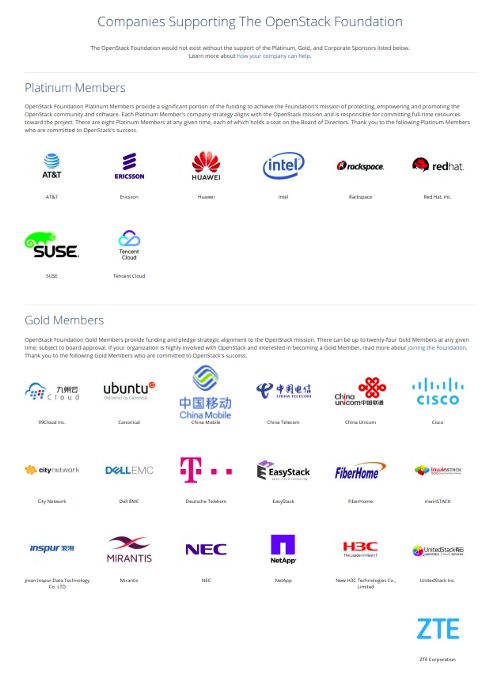 Companies Supporting The OpenStack Foundation
The OpenStack Foundation would not exist without the support of the Platinum, Gold, and Corporate Sponsors listed below.
Learn more about how your company can help.
Platinum Members
OpenStack Foundation Platinum Members provide a significant portion of the funding to achieve the Foundation's mission of protecting, empowering and promoting the
OpenStack community and software. Each Platinum Member's company strategy aligns with the OpenStack mission and is responsible for committing full-time resources
toward the project. There are eight Platinum Members at any given time, each of which holds a seat on the Board of Directors. Thank you to the following Platinum Members
who are committed to OpenStack's success.
AT&T ERICSSON HUAWEI intel rackspace. redhat.
AT&T Ericsson Huawei Intel Rackspace Red Hat, Inc.
SUSE Tencent
Cloud
SUSE Tencent Cloud
Gold Members
OpenStack Foundation Gold Members provide funding and pledge strategic alignment to the OpenStack mission. There can be up to twenty-four Gold Members at any given
time, subject to board approval. If your organization is highly involved with OpenStack and interested in becoming a Gold Member, read more about joining the Foundation.
Thank you to the following Gold Members who are committed to OpenStack's success.
九州云
Cloud
ubuntu
Delivered by Canonical
中国移动
China Mobile
中国电信
CHINA TELECOM
China
unicom中国联通
CISCO
99Cloud Inc. Canonical China Mobile China Telecom China Unicom Cisco
citynetwork DELLEMC T EasyStack FiberHome inwinSTACK
City Network Dell EMC Deutsche Telekom EasyStack FiberHome inwinSTACK
inspur 浪潮 MIRANTIS NEC NetApp H3C
The Leader in New IT
UnitedStack有云
Jinan Inspur Data Technology
Co. LTD
Mirantis NEC NetApp New H3C Technologies Co.,
Limited
UnitedStack Inc.
ZTE
ZTE Corporation